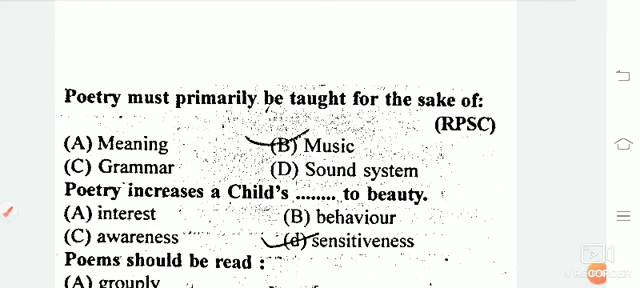 Poetry must primarily be taught for the sake of:
(RPSC)
(A) Meaning (B) Music
(C) Grammar (D) Sound system
Poetry increases a Child's ......... to beauty.
(A) interest (B) behaviour
(C) awareness (d) sensitiveness
Poems should be read :
(A) grouply
RECORDER